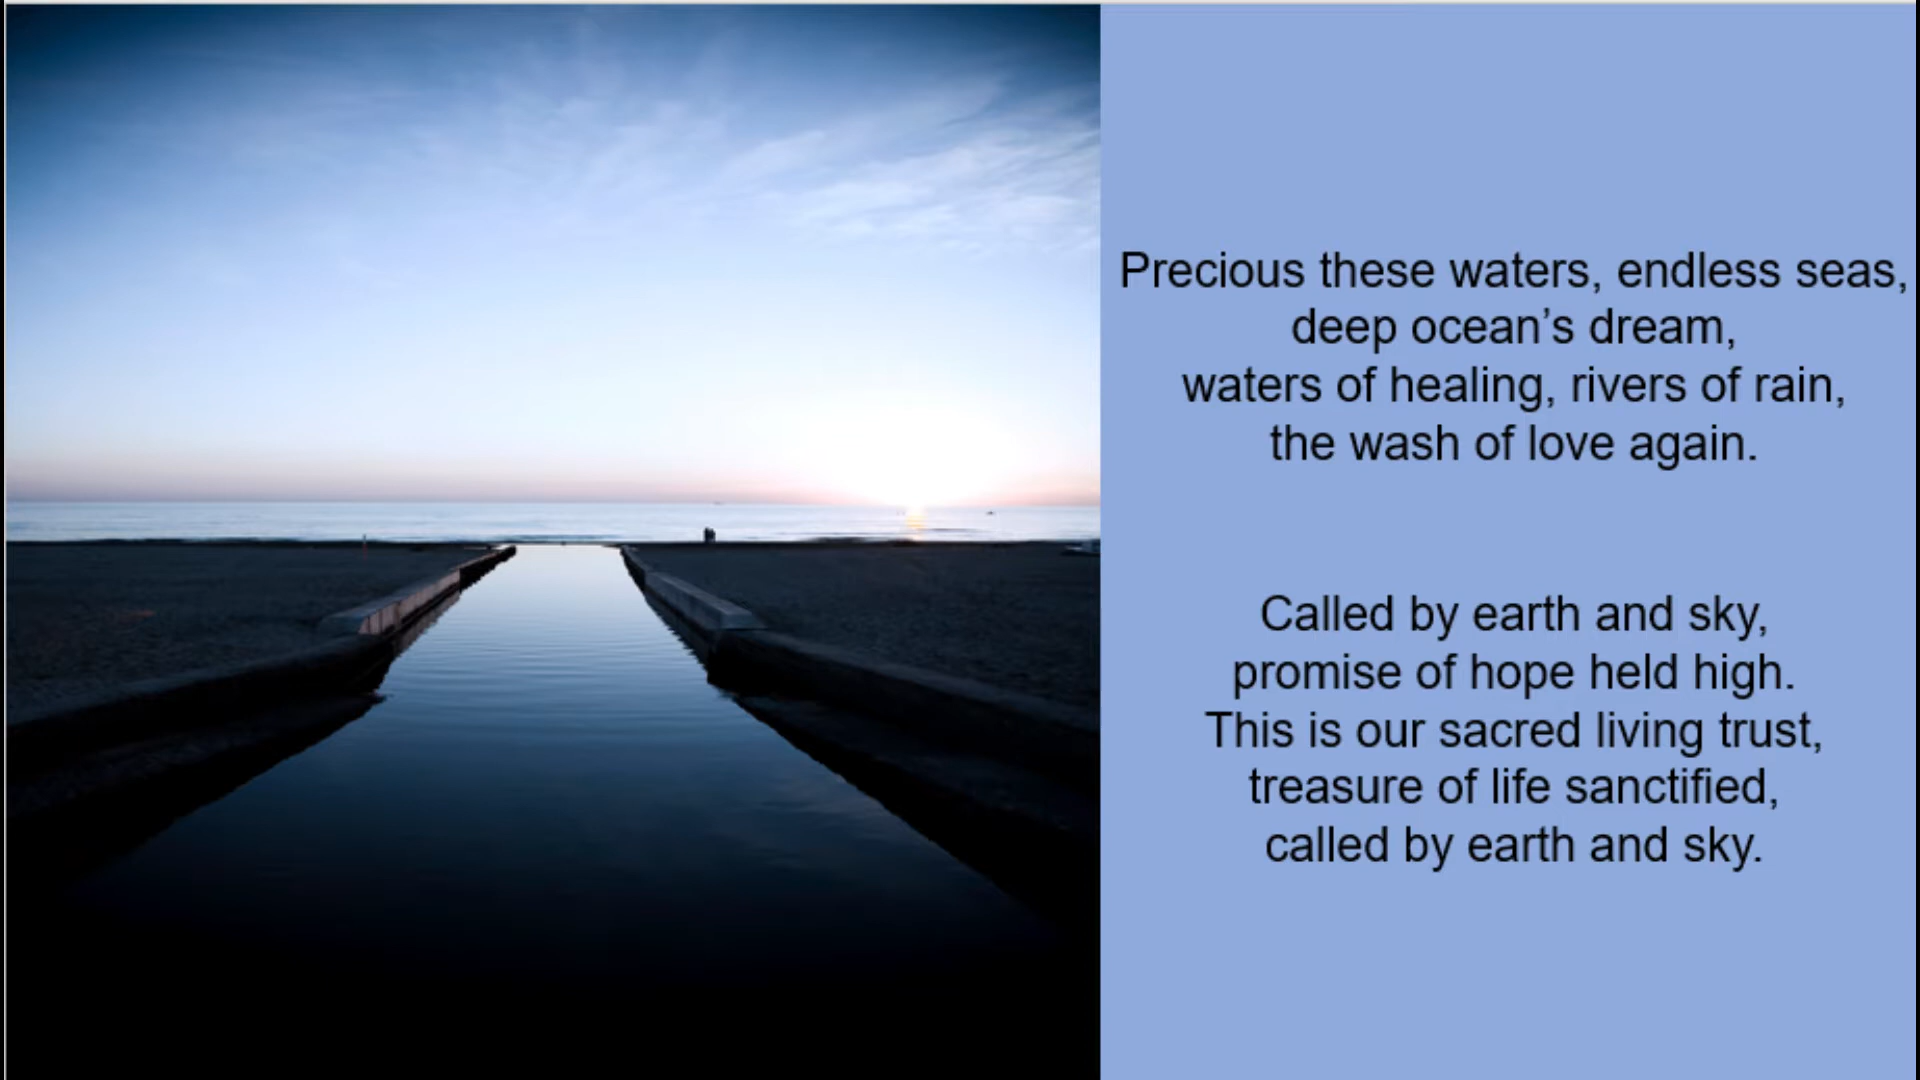 Precious these waters, endless seas,
deep ocean’s dream,
waters of healing, rivers of rain,
the wash of love again.
Called by earth and sky,
promise of hope held high.
This is our sacred living trust,
treasure of life sanctified,
called by earth and sky.